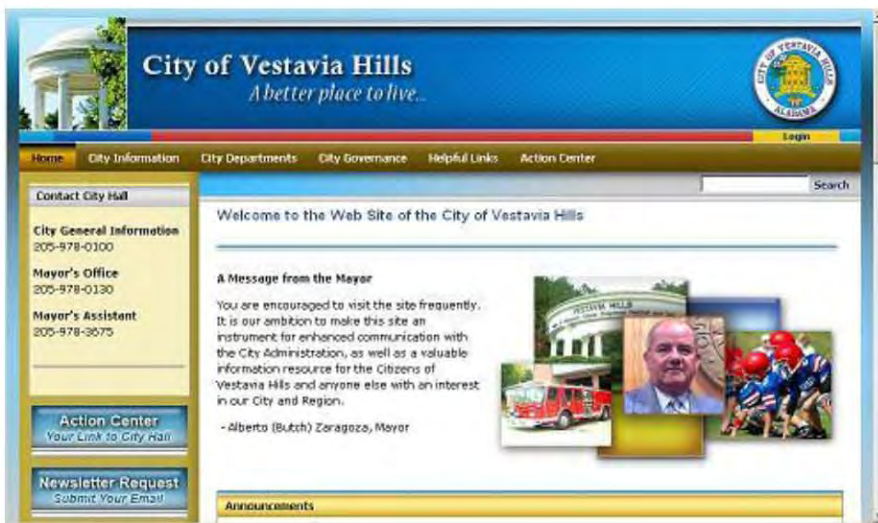 City of Vestavia Hills
A better place to live...
CITY OF VESTAVIA HILLS
ALABAMA
Login
Home City Information City Departments City Governance Helpful Links Action Center
Search
Contact City Hall
City General Information
205-978-0100
Mayor's Office
205-978-0130
Mayor's Assistant
205-978-3675
Action Center
Your Link to City Hall
Newsletter Request
Submit Your Email
Welcome to the Web Site of the City of Vestavia Hills
A Message from the Mayor
You are encouraged to visit the site frequently.
It is our ambition to make this site an
instrument for enhanced communication with
the City Administration, as well as a valuable
information resource for the Citizens of
Vestavia Hills and anyone else with an interest
in our City and Region.
- Alberto (Butch) Zaragoza, Mayor
VESTAVIA HILLS
Announcements